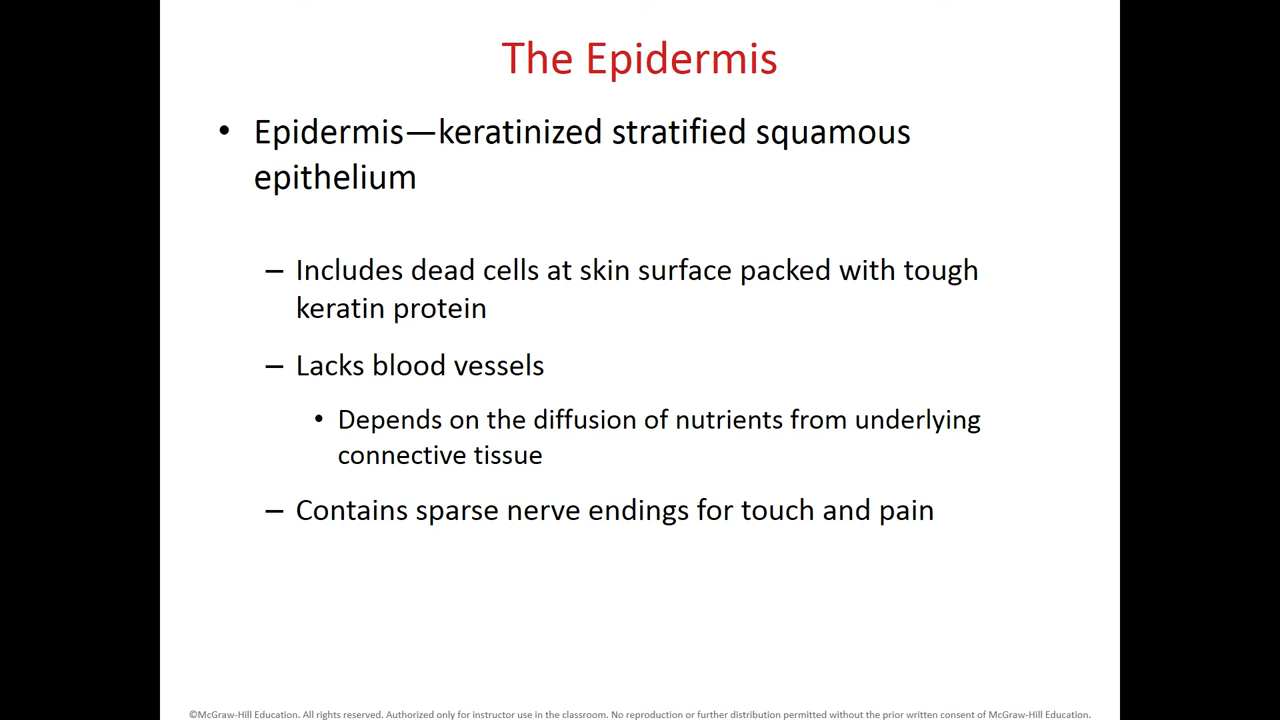 The Epidermis
• Epidermis—keratinized stratified squamous
epithelium
– Includes dead cells at skin surface packed with tough
keratin protein
– Lacks blood vessels
• Depends on the diffusion of nutrients from underlying
connective tissue
– Contains sparse nerve endings for touch and pain
©McGraw-Hill Education. All rights reserved. Authorized only for instructor use in the classroom. No reproduction or further distribution permitted without the prior written consent of McGraw-Hill Education.